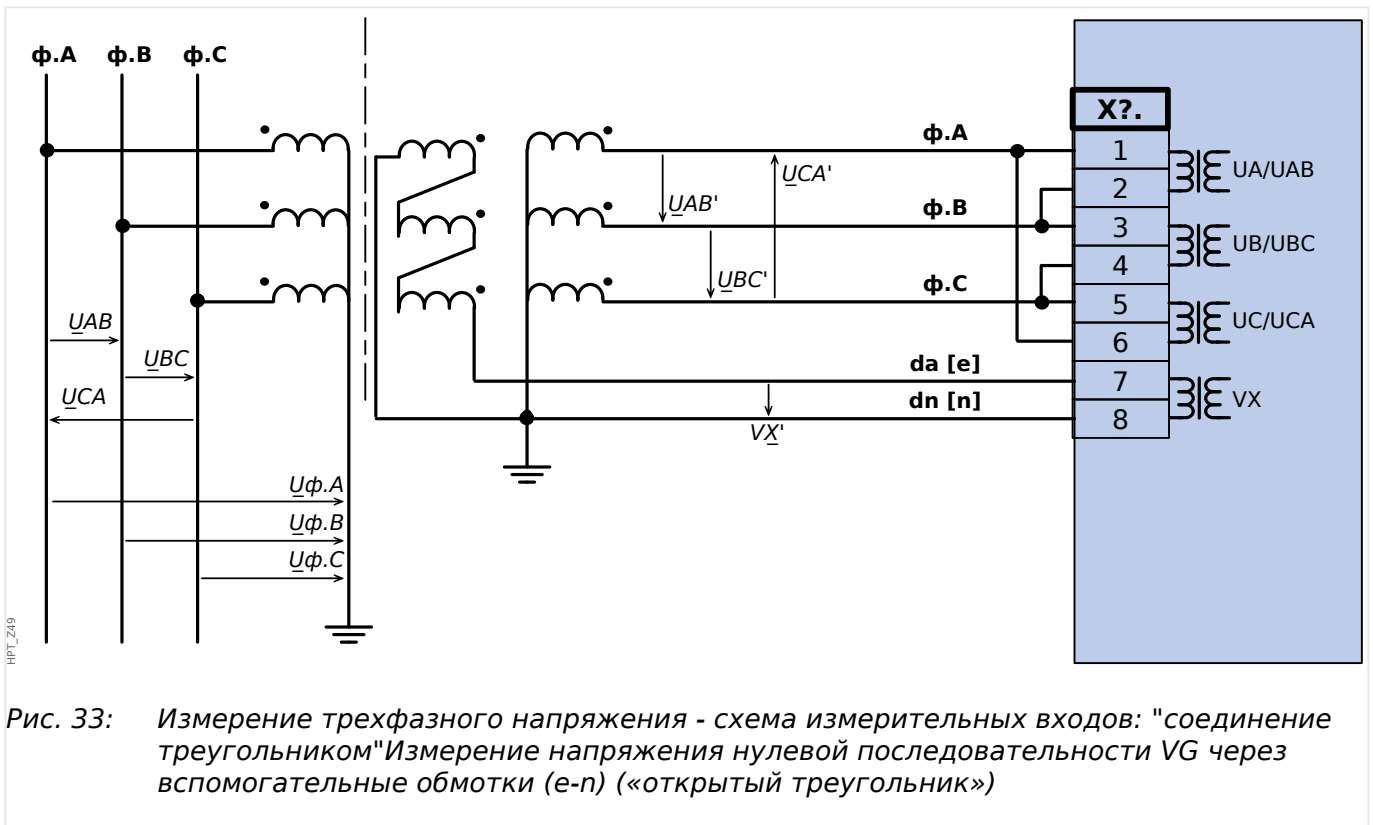 ф.A ф.B ф.C
X?.
ф.A
1
UCA'
UA/UAB
2
UAB'
ф.B
3
UB/UBC
4
UBC'
ф.C
5
UC/UCA
UAB
6
UBC
da [e]
7
UCA
dn [n]
VX
8
VX'
Uф.A
Uф.B
Uф.C
HPT_Z49
Рис. 33: Измерение трехфазного напряжения - схема измерительных входов: "соединение
треугольником"Измерение напряжения нулевой последовательности VG через
вспомогательные обмотки (e-n) («открытый треугольник»)